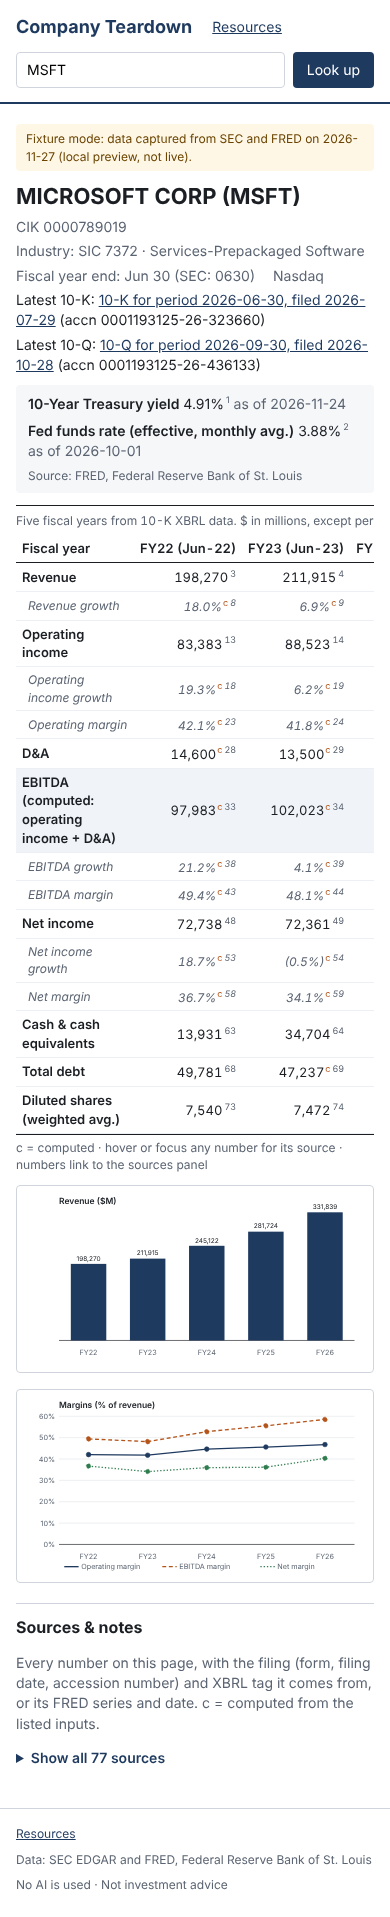 Company Teardown Resources
MSFT Look up
Fixture mode: data captured from SEC and FRED on 2026-
11-27 (local preview, not live).
MICROSOFT CORP (MSFT)
CIK 0000789019
Industry: SIC 7372 · Services-Prepackaged Software
Fiscal year end: Jun 30 (SEC: 0630) Nasdaq
Latest 10-K: 10-K for period 2026-06-30, filed 2026-
07-29 (accn 0001193125-26-323660)
Latest 10-Q: 10-Q for period 2026-09-30, filed 2026-
10-28 (accn 0001193125-26-436133)
10-Year Treasury yield 4.91% 1 as of 2026-11-24
Fed funds rate (effective, monthly avg.) 3.88% 2
as of 2026-10-01
Source: FRED, Federal Reserve Bank of St. Louis
Five fiscal years from 10-K XBRL data. $ in millions, except per
Fiscal year FY22 (Jun-22) FY23 (Jun-23) FY
Revenue 198,270 3 211,915 4
Revenue growth 18.0% c 8 6.9% c 9
Operating
income 83,383 13 88,523 14
Operating
income growth 19.3% c 18 6.2% c 19
Operating margin 42.1% c 23 41.8% c 24
D&A 14,600 c 28 13,500 c 29
EBITDA
(computed:
operating
income + D&A) 97,983 c 33 102,023 c 34
EBITDA growth 21.2% c 38 4.1% c 39
EBITDA margin 49.4% c 43 48.1% c 44
Net income 72,738 48 72,361 49
Net income
growth 18.7% c 53 (0.5%) c 54
Net margin 36.7% c 58 34.1% c 59
Cash & cash
equivalents 13,931 63 34,704 64
Total debt 49,781 68 47,237 c 69
Diluted shares
(weighted avg.) 7,540 73 7,472 74
c = computed · hover or focus any number for its source ·
numbers link to the sources panel
Revenue ($M)
198,270 211,915 245,122 281,724 331,839
FY22 FY23 FY24 FY25 FY26
Margins (% of revenue)
60%
50%
40%
30%
20%
10%
0%
FY22 FY23 FY24 FY25 FY26
Operating margin EBITDA margin Net margin
Sources & notes
Every number on this page, with the filing (form, filing
date, accession number) and XBRL tag it comes from,
or its FRED series and date. c = computed from the
listed inputs.
Show all 77 sources
Resources
Data: SEC EDGAR and FRED, Federal Reserve Bank of St. Louis
No AI is used · Not investment advice